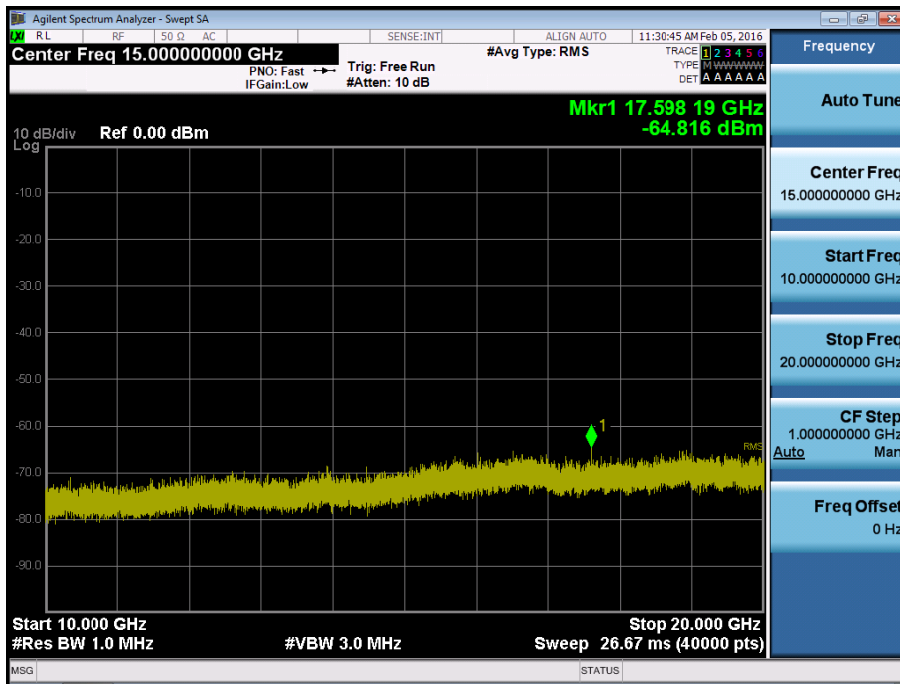 Agilent Spectrum Analyzer - Swept SA
LXI RL RF 50 Ω AC SENSE:INT ALIGN AUTO 11:30:45 AM Feb 05, 2016
Center Freq 15.000000000 GHz
PNO: Fast
IFGain:Low
Trig: Free Run
#Atten: 10 dB
#Avg Type: RMS
TRACE 1 2 3 4 5 6
TYPE M WWWWW
DET A A A A A A
Mkr1 17.598 19 GHz
-64.816 dBm
10 dB/div Ref 0.00 dBm
Log
-10.0
-20.0
-30.0
-40.0
-50.0
-60.0
-70.0
-80.0
-90.0
1
RMS
Start 10.000 GHz Stop 20.000 GHz
#Res BW 1.0 MHz #VBW 3.0 MHz Sweep 26.67 ms (40000 pts)
MSG STATUS
Frequency
Auto Tune
Center Freq
15.000000000 GHz
Start Freq
10.000000000 GHz
Stop Freq
20.000000000 GHz
CF Step
1.000000000 GHz
Auto Man
Freq Offset
0 Hz